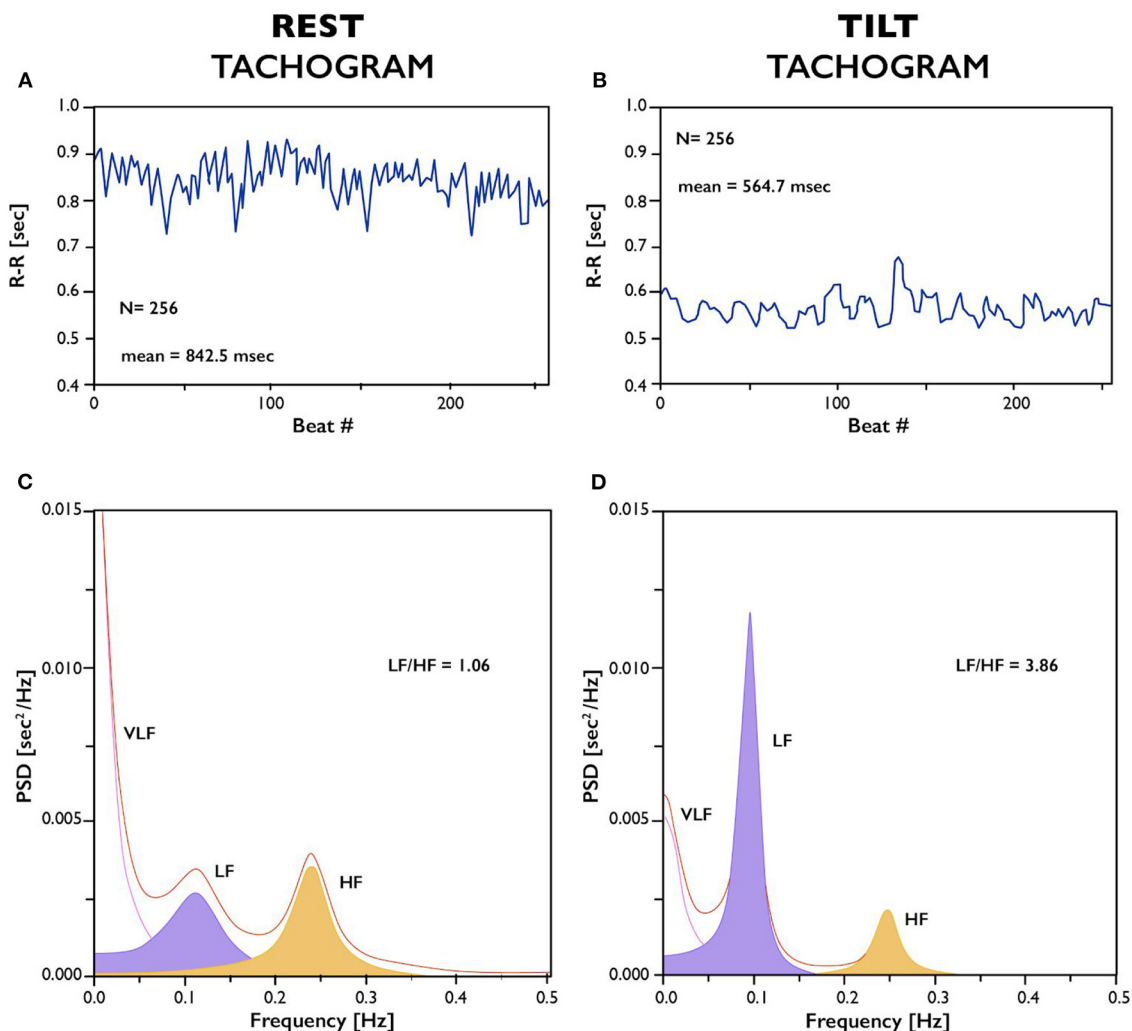 REST
TACHOGRAM
TILT
TACHOGRAM
A
R-R [sec]
1.0
0.9
0.8
0.7
0.6
0.5
0.4
N= 256
mean = 842.5 msec
0
100
200
Beat #
B
R-R [sec]
1.0
0.9
0.8
0.7
0.6
0.5
0.4
N= 256
mean = 564.7 msec
0
100
200
Beat #
C
PSD [sec²/Hz]
0.015
0.010
0.005
0.000
LF/HF = 1.06
VLF
LF
HF
0.0
0.1
0.2
0.3
0.4
0.5
Frequency [Hz]
D
PSD [sec²/Hz]
0.015
0.010
0.005
0.000
LF/HF = 3.86
LF
VLF
HF
0.0
0.1
0.2
0.3
0.4
0.5
Frequency [Hz]